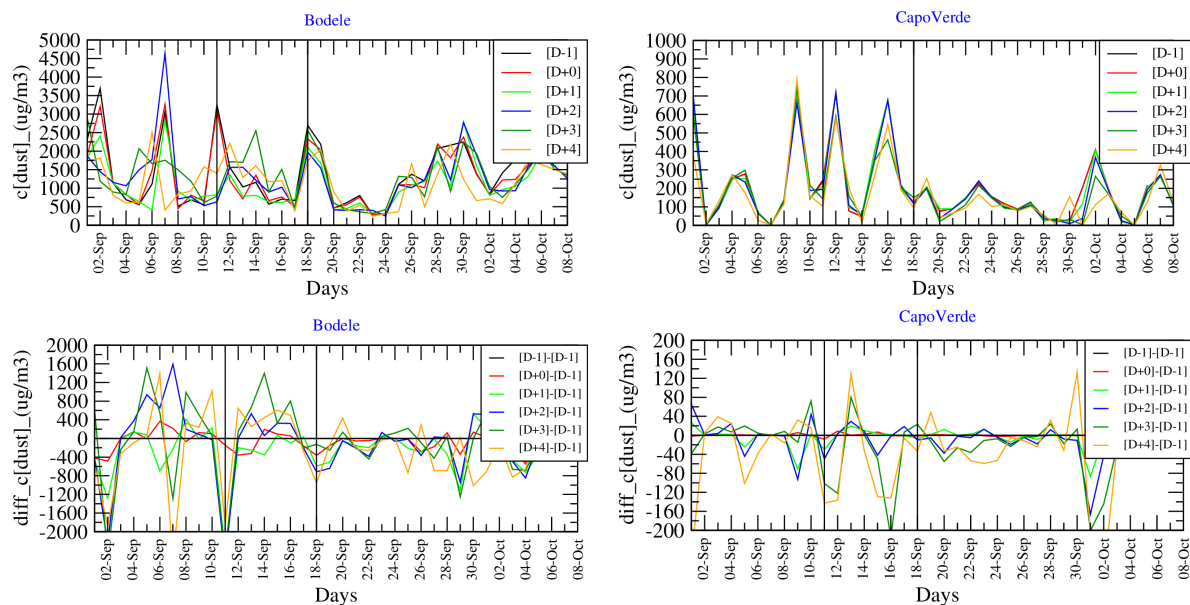 Bodele
c[dust]_(ug/m3)
5000
4500
4000
3500
3000
2500
2000
1500
1000
500
0
[D-1]
[D+0]
[D+1]
[D+2]
[D+3]
[D+4]
02-Sep 04-Sep 06-Sep 08-Sep 10-Sep 12-Sep 14-Sep 16-Sep 18-Sep 20-Sep 22-Sep 24-Sep 26-Sep 28-Sep 30-Sep 02-Oct 04-Oct 06-Oct 08-Oct
Days
CapoVerde
c[dust]_(ug/m3)
1000
900
800
700
600
500
400
300
200
100
0
[D-1]
[D+0]
[D+1]
[D+2]
[D+3]
[D+4]
02-Sep 04-Sep 06-Sep 08-Sep 10-Sep 12-Sep 14-Sep 16-Sep 18-Sep 20-Sep 22-Sep 24-Sep 26-Sep 28-Sep 30-Sep 02-Oct 04-Oct 06-Oct 08-Oct
Days
Bodele
diff_c[dust]_(ug/m3)
2000
1600
1200
800
400
0
-400
-800
-1200
-1600
-2000
[D-1]-[D-1]
[D+0]-[D-1]
[D+1]-[D-1]
[D+2]-[D-1]
[D+3]-[D-1]
[D+4]-[D-1]
02-Sep 04-Sep 06-Sep 08-Sep 10-Sep 12-Sep 14-Sep 16-Sep 18-Sep 20-Sep 22-Sep 24-Sep 26-Sep 28-Sep 30-Sep 02-Oct 04-Oct 06-Oct 08-Oct
Days
CapoVerde
diff_c[dust]_(ug/m3)
200
160
120
80
40
0
-40
-80
-120
-160
-200
[D-1]-[D-1]
[D+0]-[D-1]
[D+1]-[D-1]
[D+2]-[D-1]
[D+3]-[D-1]
[D+4]-[D-1]
02-Sep 04-Sep 06-Sep 08-Sep 10-Sep 12-Sep 14-Sep 16-Sep 18-Sep 20-Sep 22-Sep 24-Sep 26-Sep 28-Sep 30-Sep 02-Oct 04-Oct 06-Oct 08-Oct
Days